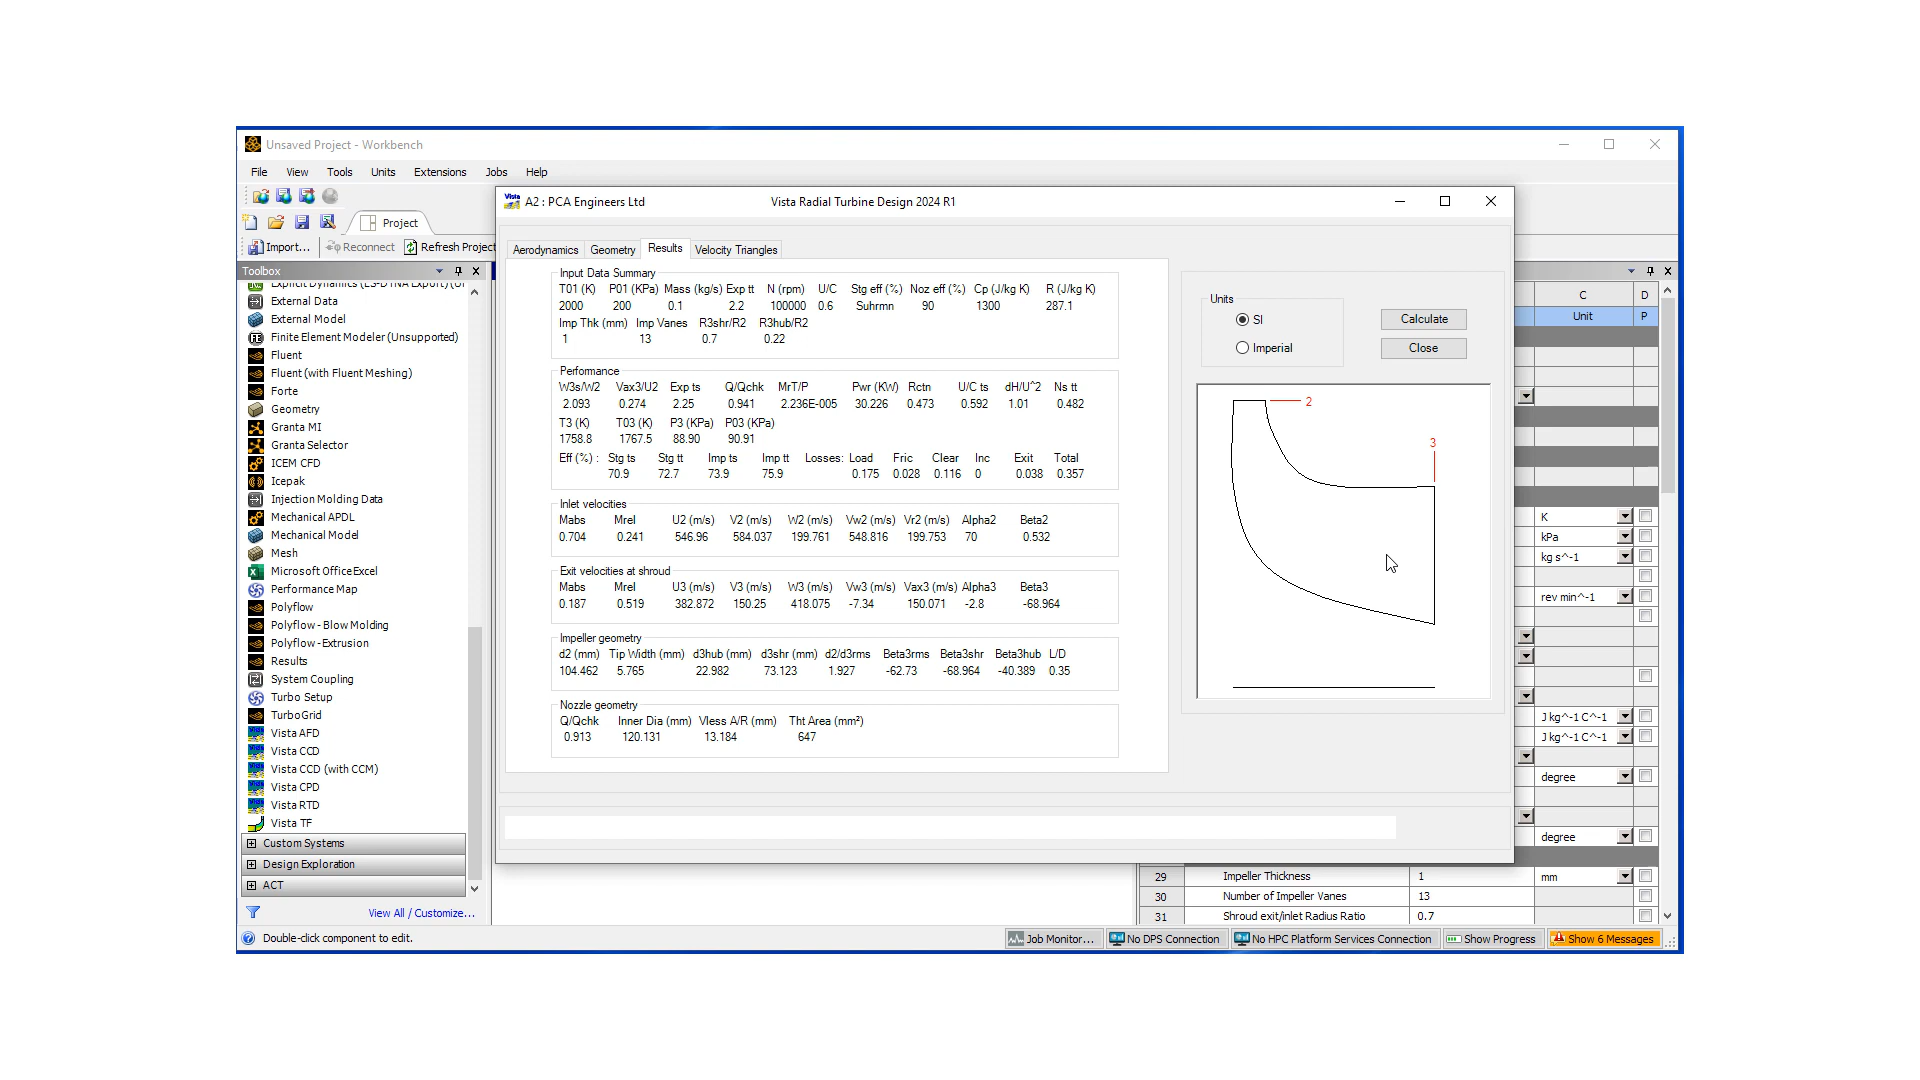 Unsaved Project - Workbench
File View Tools Units Extensions Jobs Help
Project
Import... Reconnect Refresh Project
Toolbox
External Data
External Model
Finite Element Modeler (Unsupported)
Fluent
Fluent (with Fluent Meshing)
Forte
Geometry
Granta MI
Granta Selector
ICEM CFD
Icepak
Injection Molding Data
Mechanical APDL
Mechanical Model
Mesh
Microsoft Office Excel
Performance Map
Polyflow
Polyflow - Blow Molding
Polyflow - Extrusion
Results
System Coupling
Turbo Setup
TurboGrid
Vista AFD
Vista CCD
Vista CCD (with CCM)
Vista CPD
Vista RTD
Vista TF
Custom Systems
Design Exploration
ACT
View All / Customize...
A2 : PCA Engineers Ltd Vista Radial Turbine Design 2024 R1
Aerodynamics Geometry Results Velocity Triangles
Input Data Summary
T01 (K) P01 (KPa) Mass (kg/s) Exp tt N (rpm) U/C Stg eff (%) Noz eff (%) Cp (J/kg K) R (J/kg K)
2000 200 0.1 2.2 100000 0.6 Suhrmn 90 1300 287.1
Imp Thk (mm) Imp Vanes R3shr/R2 R3hub/R2
1 13 0.7 0.22
Performance
W3s/W2 Vax3/U2 Exp ts Q/Qchk MrT/P Pwr (KW) Rctn U/C ts dH/U^2 Ns tt
2.093 0.274 2.25 0.941 2.236E-005 30.226 0.473 0.592 1.01 0.482
T3 (K) T03 (K) P3 (KPa) P03 (KPa)
1758.8 1767.5 88.90 90.91
Eff (%) : Stg ts Stg tt Imp ts Imp tt Losses: Load Fric Clear Inc Exit Total
70.9 72.7 73.9 75.9 0.175 0.028 0.116 0 0.038 0.357
Inlet velocities
Mabs Mrel U2 (m/s) V2 (m/s) W2 (m/s) Vw2 (m/s) Vr2 (m/s) Alpha2 Beta2
0.704 0.241 546.96 584.037 199.761 548.816 199.753 70 0.532
Exit velocities at shroud
Mabs Mrel U3 (m/s) V3 (m/s) W3 (m/s) Vw3 (m/s) Vax3 (m/s) Alpha3 Beta3
0.187 0.519 382.872 150.25 418.075 -7.34 150.071 -2.8 -68.964
Impeller geometry
d2 (mm) Tip Width (mm) d3hub (mm) d3shr (mm) d2/d3rms Beta3rms Beta3shr Beta3hub L/D
104.462 5.765 22.982 73.123 1.927 -62.73 -68.964 -40.389 0.35
Nozzle geometry
Q/Qchk Inner Dia (mm) Vless A/R (mm) Tht Area (mm²)
0.913 120.131 13.184 647
Units
SI
Imperial
Calculate
Close
2
3
C D
Unit P
K
kPa
kg s^-1
rev min^-1
J kg^-1 C^-1
J kg^-1 C^-1
degree
degree
29 Impeller Thickness 1 mm
30 Number of Impeller Vanes 13
31 Shroud exit/inlet Radius Ratio 0.7
Double-click component to edit.
Job Monitor... No DPS Connection No HPC Platform Services Connection Show Progress Show 6 Messages